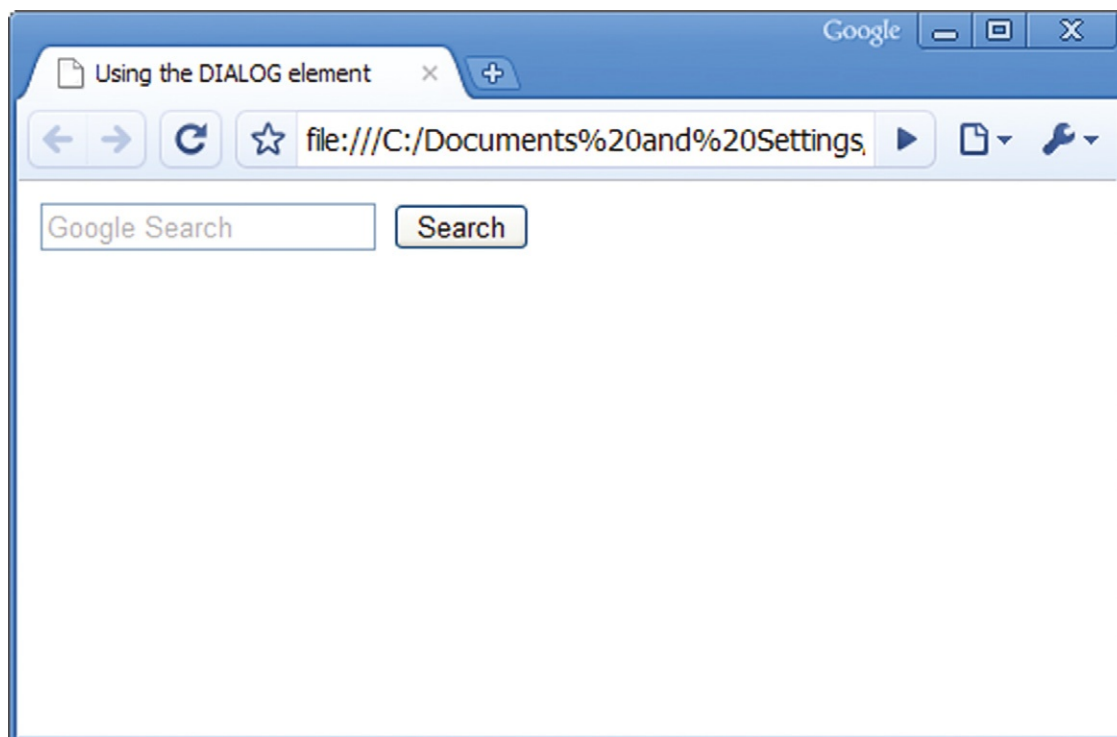 Google
Using the DIALOG element
file:///C:/Documents%20and%20Settings,
Google Search Search